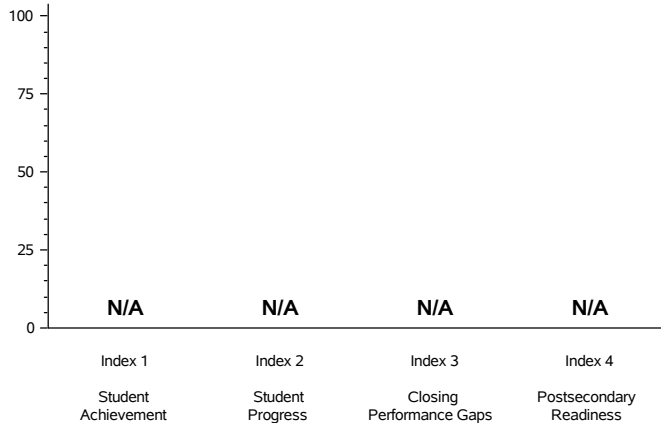 100
75
50
25
0
N/A N/A N/A N/A
Index 1 Index 2 Index 3 Index 4
Student Student Closing Postsecondary
Achievement Progress Performance Gaps Readiness